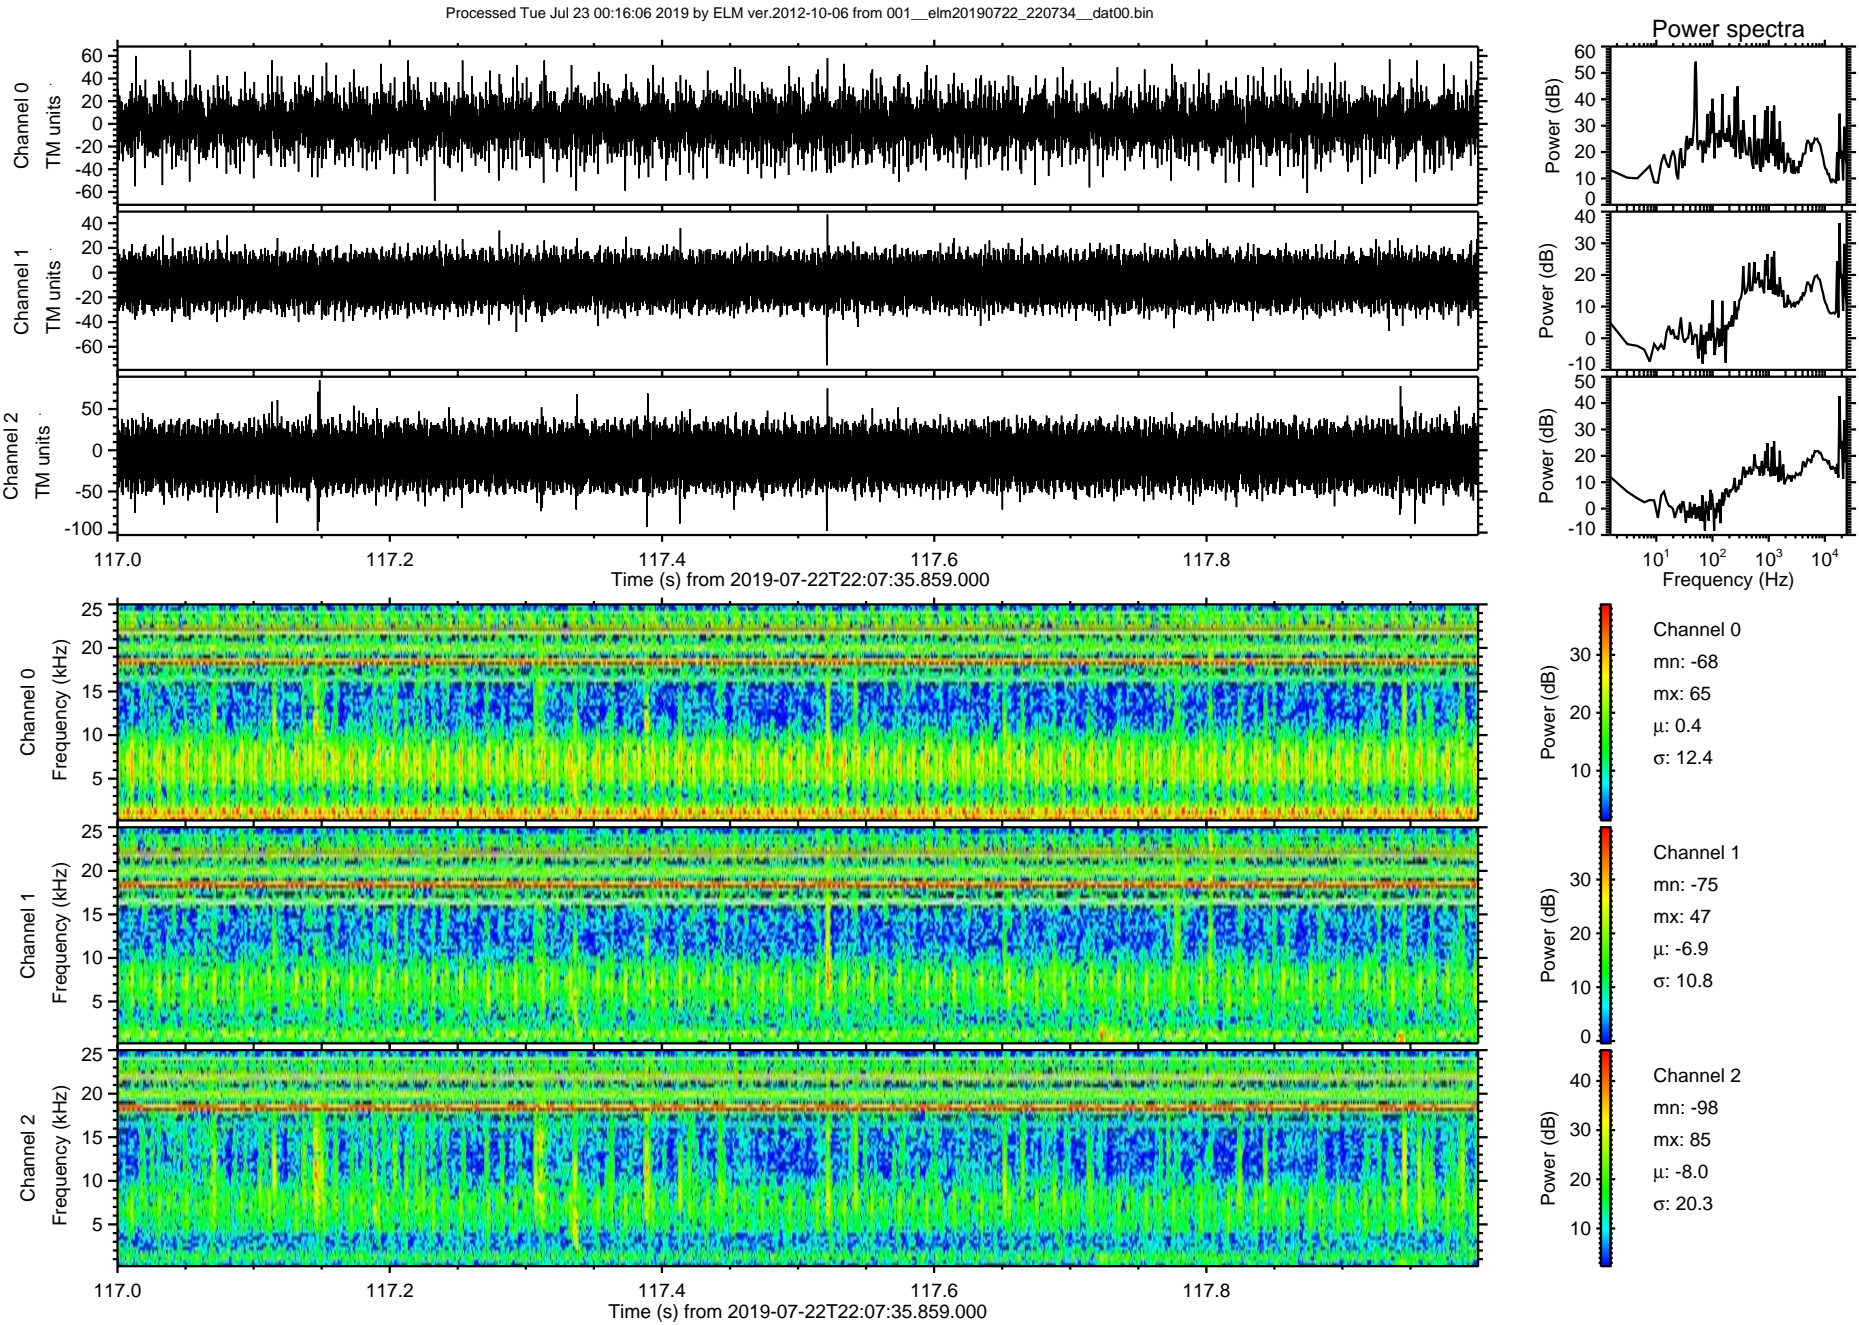 Processed Tue Jul 23 00:16:06 2019 by ELM ver.2012-10-06 from 001__elm20190722_220734__dat00.bin
Power spectra
Channel 0
TM units
60
40
20
0
-20
-40
-60
Power (dB)
60
50
40
30
20
10
0
Channel 1
TM units
40
20
0
-20
-40
-60
Power (dB)
40
30
20
10
0
-10
Channel 2
TM units
50
0
-50
-100
Power (dB)
50
40
30
20
10
0
-10
117.0 117.2 117.4 117.6 117.8
Time (s) from 2019-07-22T22:07:35.859.000
10^1 10^2 10^3 10^4
Frequency (Hz)
Channel 0
Frequency (kHz)
25
20
15
10
5
Power (dB)
30
20
10
Channel 0
mn: -68
mx: 65
μ: 0.4
σ: 12.4
Channel 1
Frequency (kHz)
25
20
15
10
5
Power (dB)
30
20
10
0
Channel 1
mn: -75
mx: 47
μ: -6.9
σ: 10.8
Channel 2
Frequency (kHz)
25
20
15
10
5
Power (dB)
40
30
20
10
Channel 2
mn: -98
mx: 85
μ: -8.0
σ: 20.3
117.0 117.2 117.4 117.6 117.8
Time (s) from 2019-07-22T22:07:35.859.000